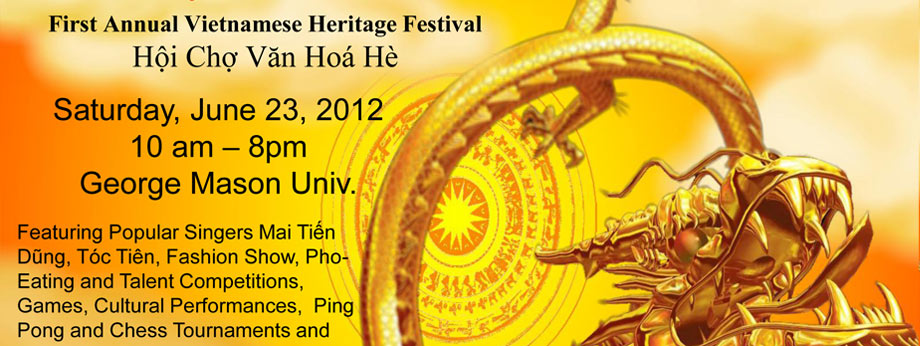 First Annual Vietnamese Heritage Festival
Hội Chợ Văn Hoá Hè
Saturday, June 23, 2012
10 am – 8pm
George Mason Univ.
Featuring Popular Singers Mai Tiến
Dũng, Tóc Tiên, Fashion Show, Pho-
Eating and Talent Competitions,
Games, Cultural Performances,  Ping
Pong and Chess Tournaments and